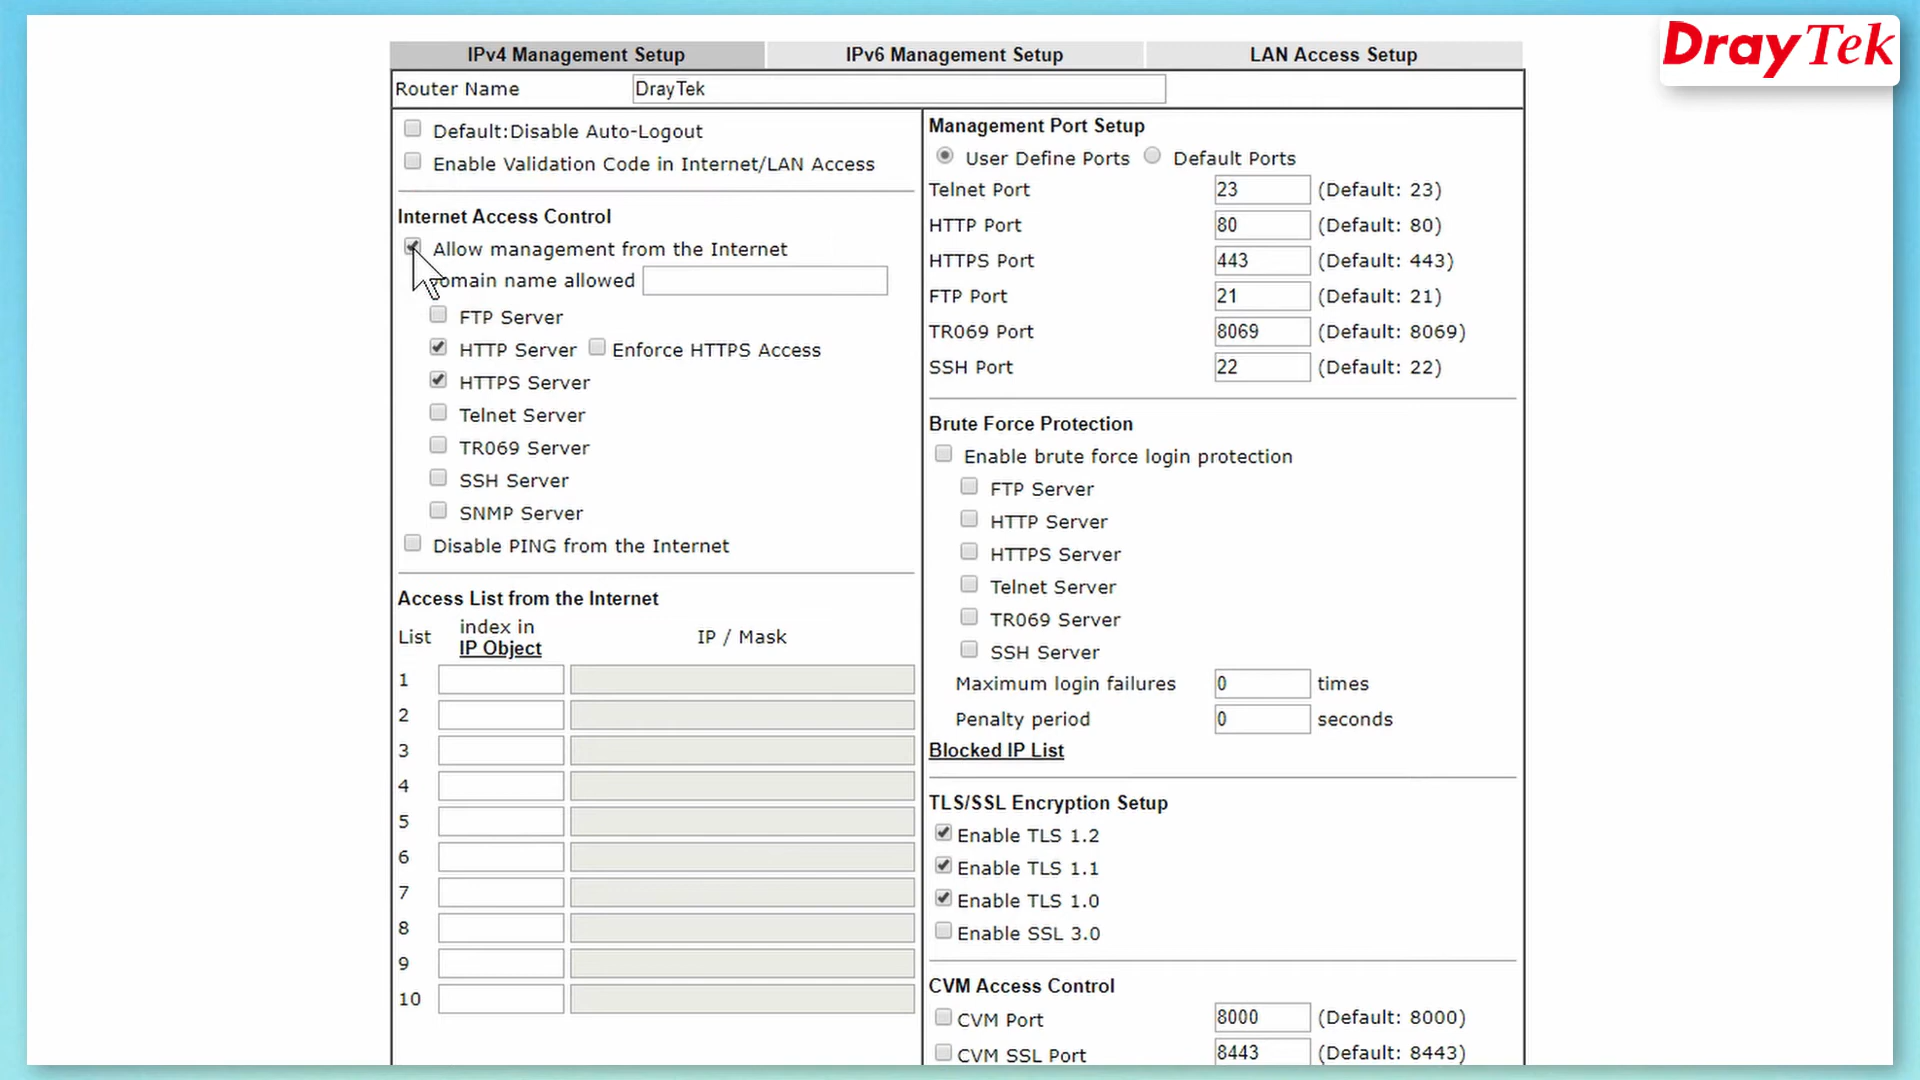 DrayTek
IPv4 Management Setup IPv6 Management Setup LAN Access Setup
Router Name DrayTek
Default:Disable Auto-Logout
Enable Validation Code in Internet/LAN Access
Internet Access Control
Allow management from the Internet
omain name allowed
FTP Server
HTTP Server Enforce HTTPS Access
HTTPS Server
Telnet Server
TR069 Server
SSH Server
SNMP Server
Disable PING from the Internet
Access List from the Internet
List index in IP / Mask
IP Object
1
2
3
4
5
6
7
8
9
10
Management Port Setup
User Define Ports Default Ports
Telnet Port 23 (Default: 23)
HTTP Port 80 (Default: 80)
HTTPS Port 443 (Default: 443)
FTP Port 21 (Default: 21)
TR069 Port 8069 (Default: 8069)
SSH Port 22 (Default: 22)
Brute Force Protection
Enable brute force login protection
FTP Server
HTTP Server
HTTPS Server
Telnet Server
TR069 Server
SSH Server
Maximum login failures 0 times
Penalty period 0 seconds
Blocked IP List
TLS/SSL Encryption Setup
Enable TLS 1.2
Enable TLS 1.1
Enable TLS 1.0
Enable SSL 3.0
CVM Access Control
CVM Port 8000 (Default: 8000)
CVM SSL Port 8443 (Default: 8443)